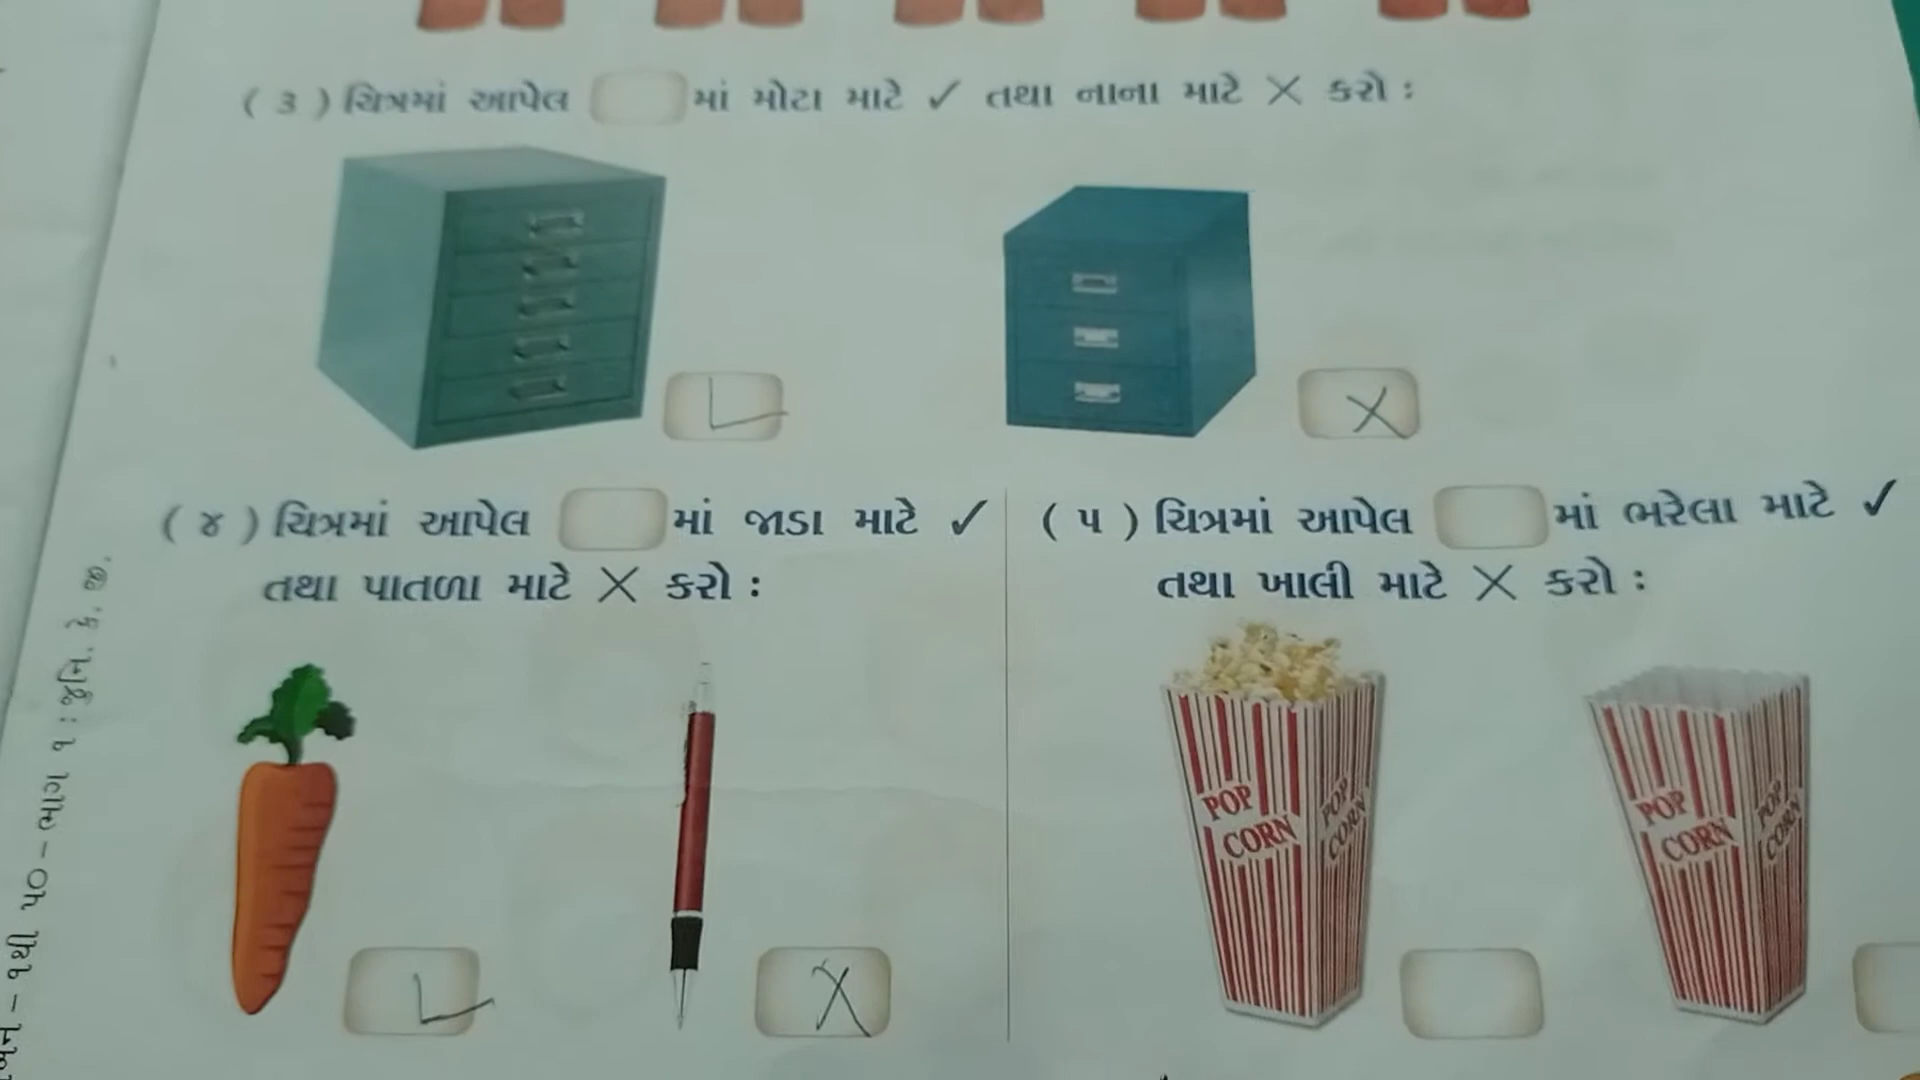 ( ૩ ) ચિત્રમાં આપેલ માં મોટા માટે ✓ તથા નાના માટે ✕ કરો :
( ૪ ) ચિત્રમાં આપેલ માં જાડા માટે ✓
તથા પાતળા માટે ✕ કરો :
( ૫ ) ચિત્રમાં આપેલ માં ભરેલા માટે ✓
તથા ખાલી માટે ✕ કરો :
POP
CORN
POP
CORN
POP
CORN
POP
CORN